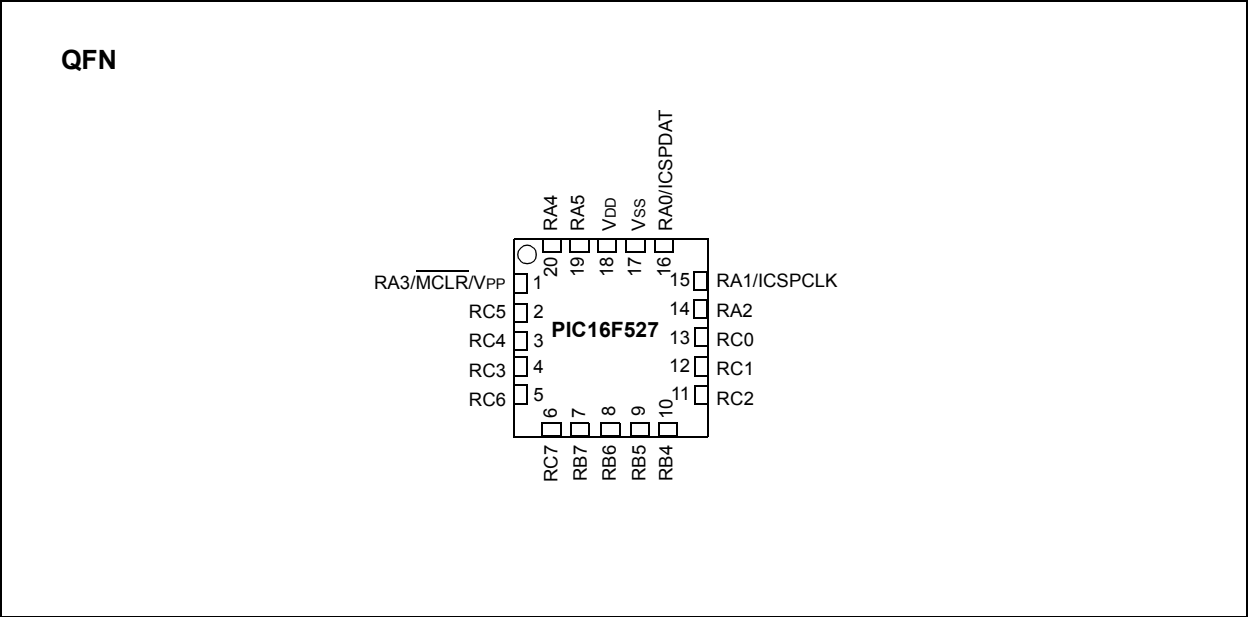 QFN
RA4
RA5
VDD
VSS
RA0/ICSPDAT
20
19
18
17
16
RA3/MCLR/VPP 1
RC5 2
RC4 3
RC3 4
RC6 5
PIC16F527
15 RA1/ICSPCLK
14 RA2
13 RC0
12 RC1
11 RC2
6
7
8
9
10
RC7
RB7
RB6
RB5
RB4